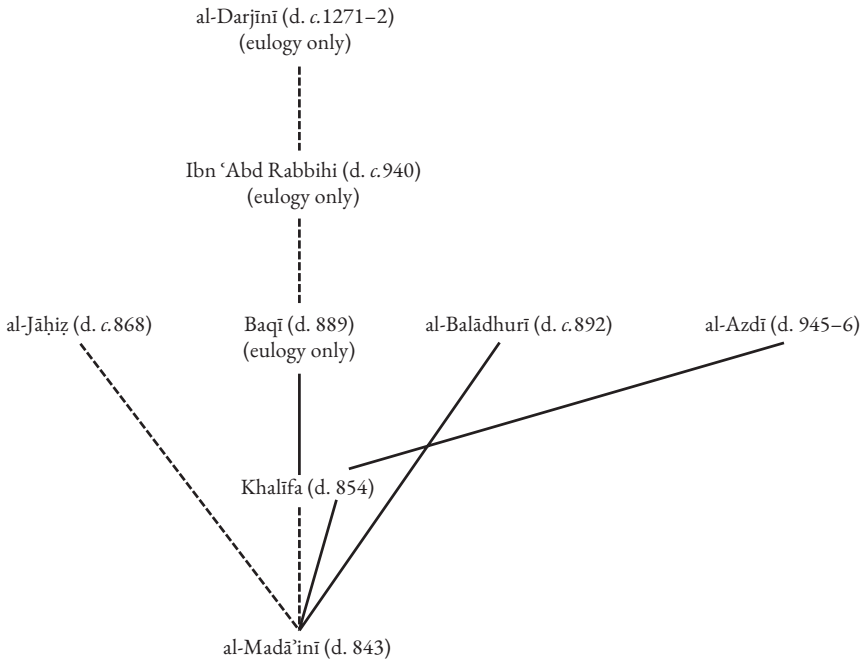 al-Darjīnī (d. c.1271–2)
(eulogy only)
Ibn ʿAbd Rabbihi (d. c.940)
(eulogy only)
al-Jāḥiẓ (d. c.868)
Baqī (d. 889)
(eulogy only)
al-Balādhurī (d. c.892)
al-Azdī (d. 945–6)
Khalīfa (d. 854)
al-Madāʾinī (d. 843)